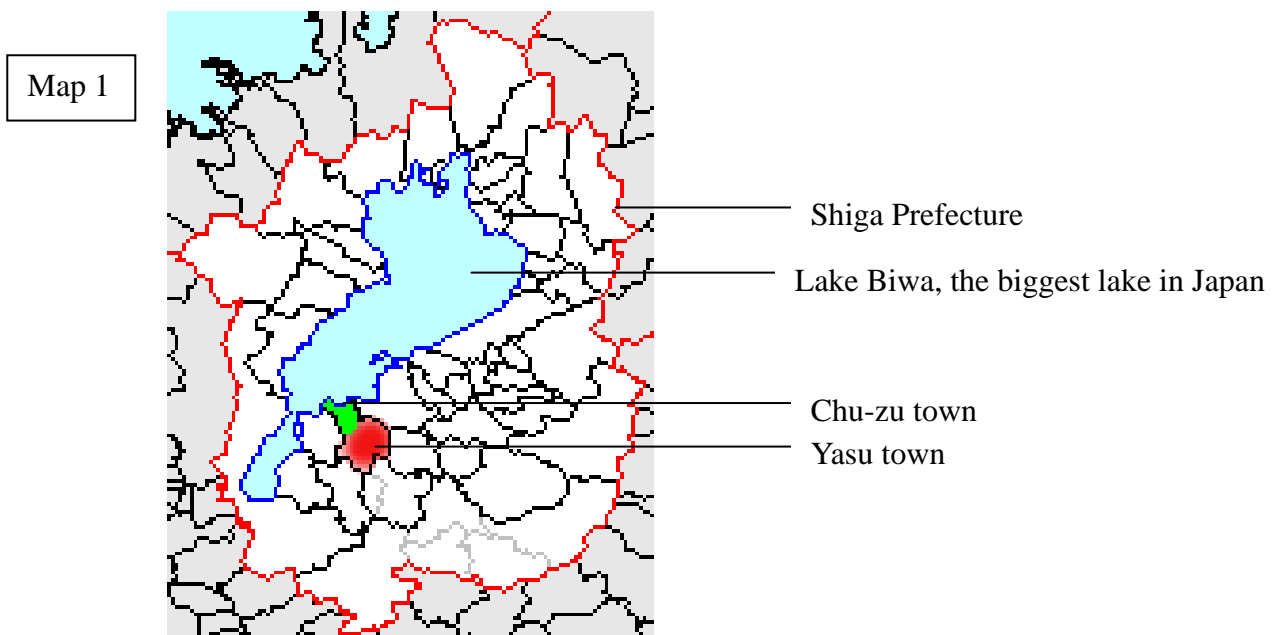 Map 1
Shiga Prefecture
Lake Biwa, the biggest lake in Japan
Chu-zu town
Yasu town